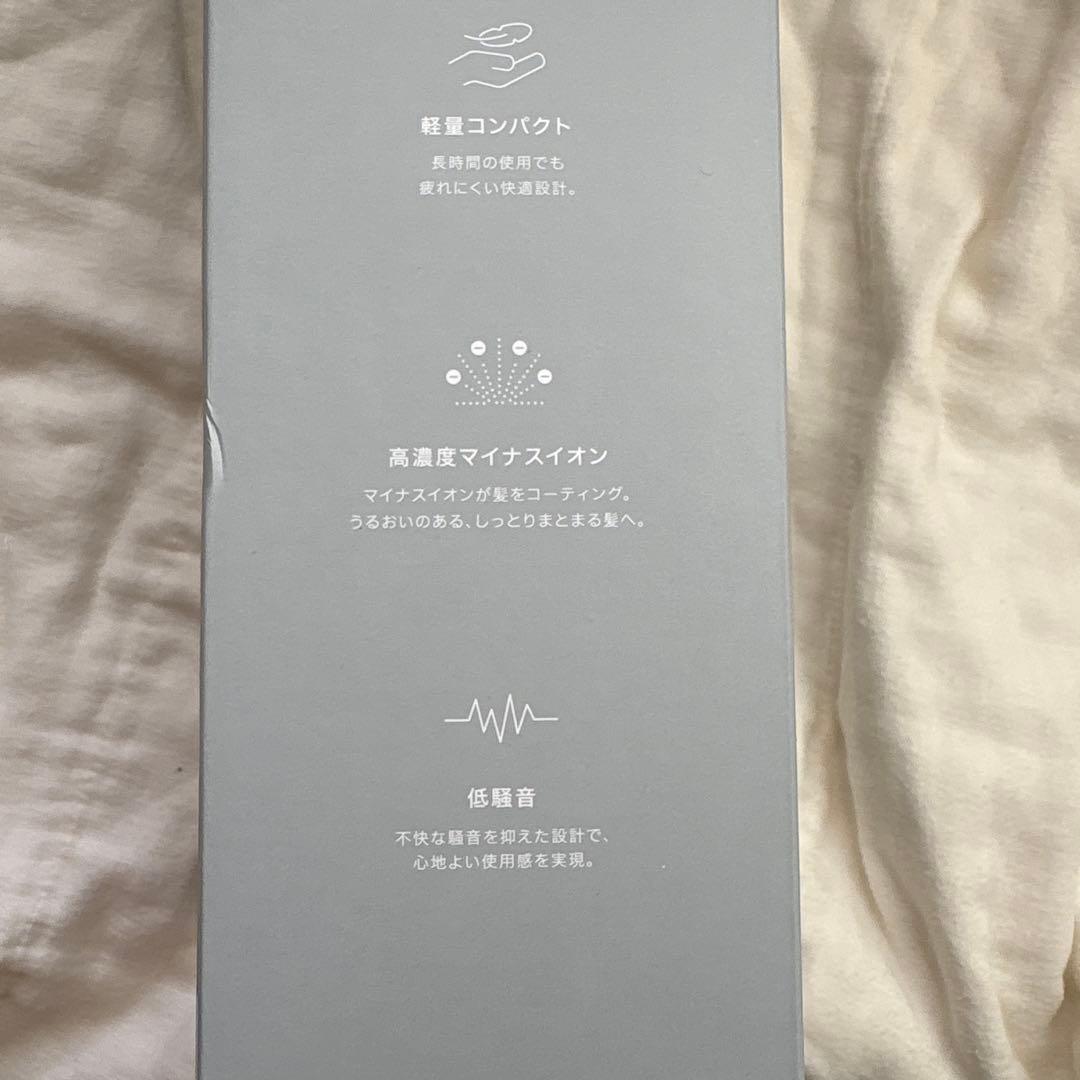 軽量コンパクト
長時間の使用でも
疲れにくい快適設計。
高濃度マイナスイオン
マイナスイオンが髪をコーティング。
うるおいのある、しっとりまとまる髪へ。
低騒音
不快な騒音を抑えた設計で、
心地よい使用感を実現。